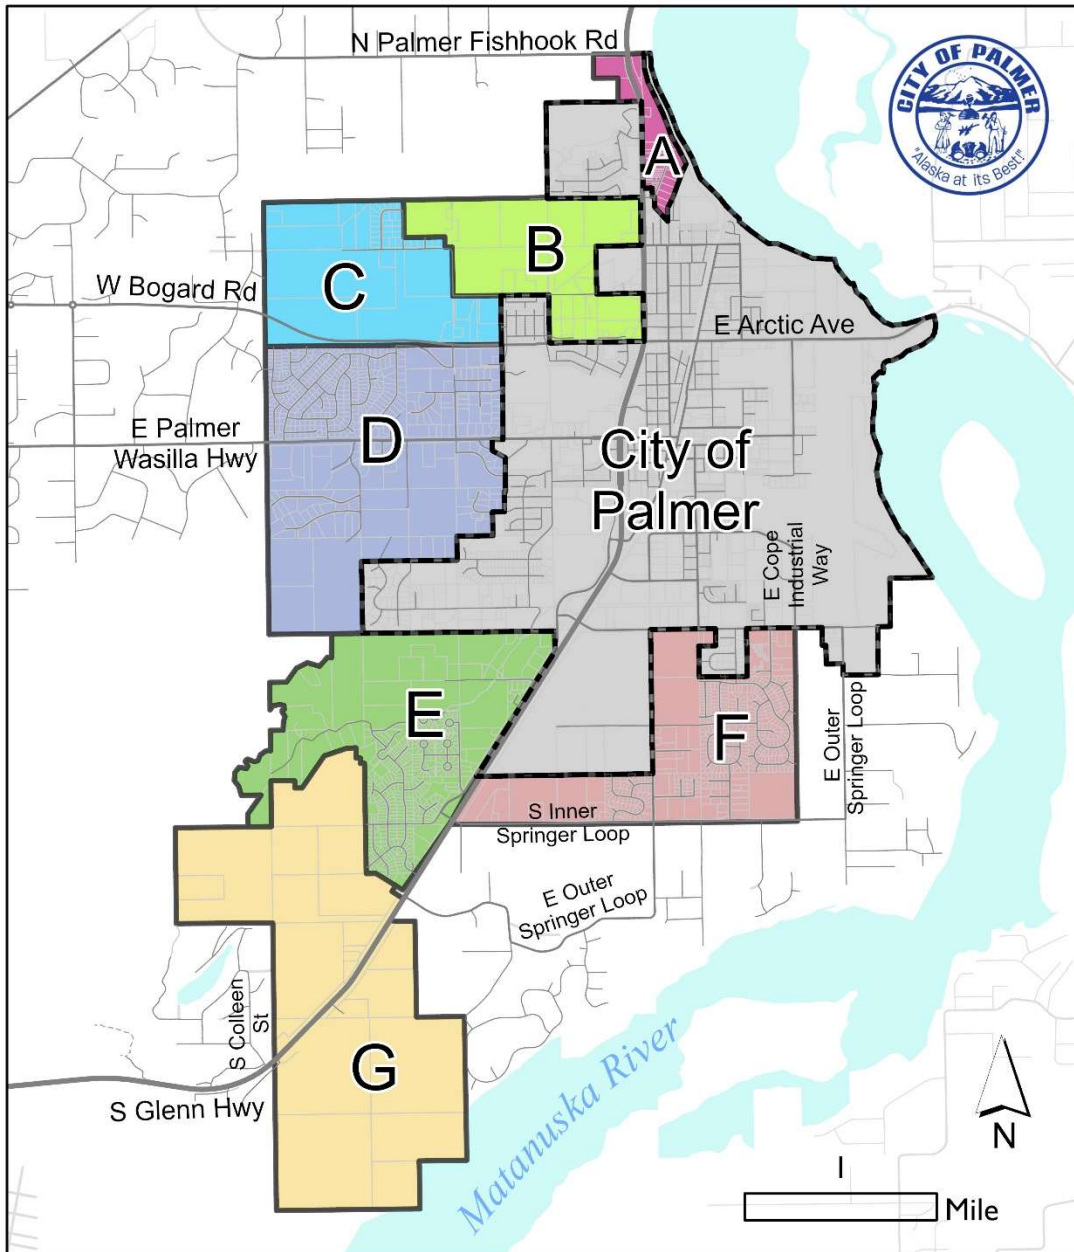 N Palmer Fishhook Rd
CITY OF PALMER
"Alaska at its Best!"
A
B
C
W Bogard Rd
E Arctic Ave
D
E Palmer
Wasilla Hwy
City of
Palmer
E Cope
Industrial
Way
E
F
E Outer
Springer Loop
S Inner
Springer Loop
E Outer
Springer Loop
S Colleen
St
G
S Glenn Hwy
Matanuska River
N
1
Mile